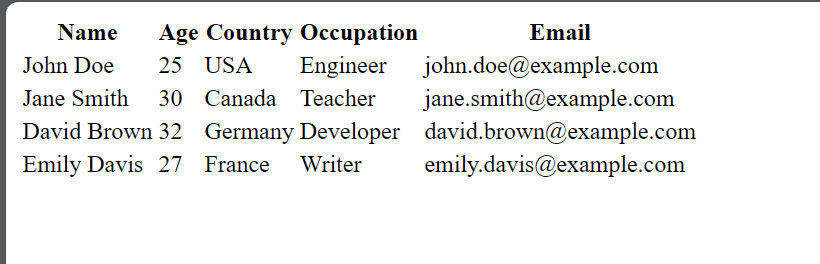 Name Age Country Occupation Email
John Doe 25 USA Engineer john.doe@example.com
Jane Smith 30 Canada Teacher jane.smith@example.com
David Brown 32 Germany Developer david.brown@example.com
Emily Davis 27 France Writer emily.davis@example.com